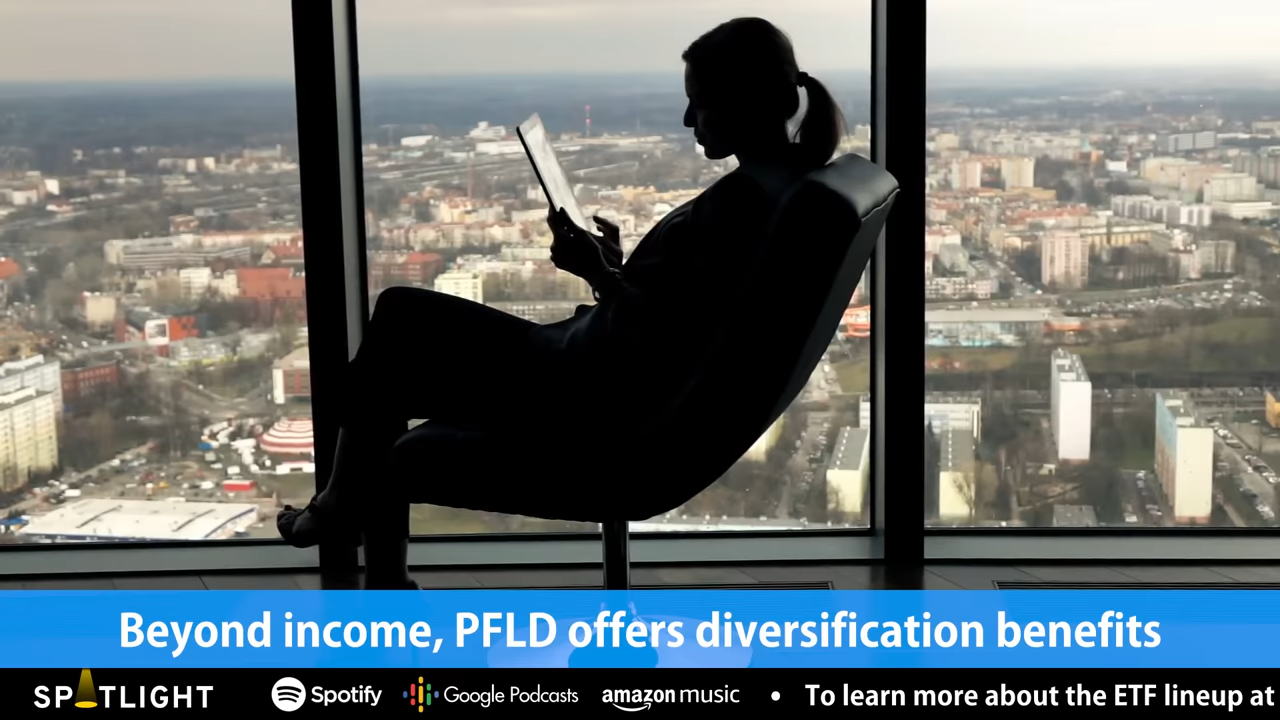 Beyond income, PFLD offers diversification benefits
SPOTLIGHT Spotify Google Podcasts amazon music • To learn more about the ETF lineup at